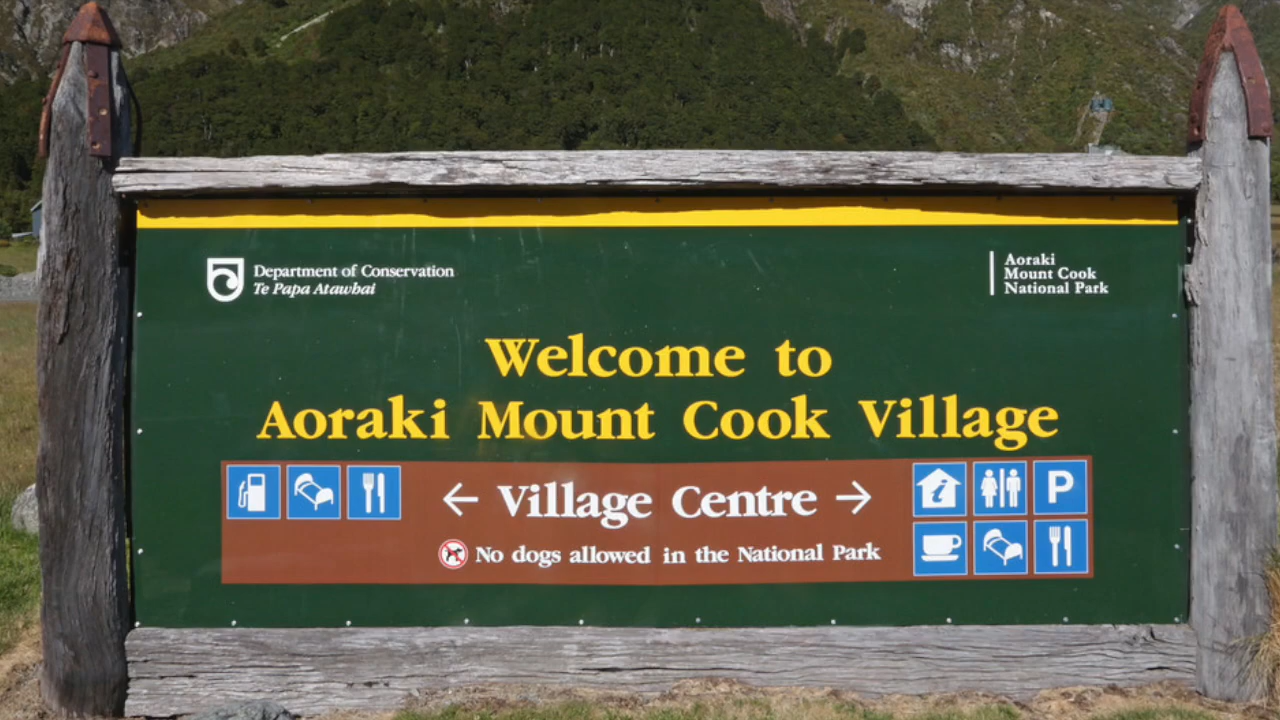 Department of Conservation
Te Papa Atawhai
Aoraki
Mount Cook
National Park
Welcome to
Aoraki Mount Cook Village
← Village Centre →
P
No dogs allowed in the National Park